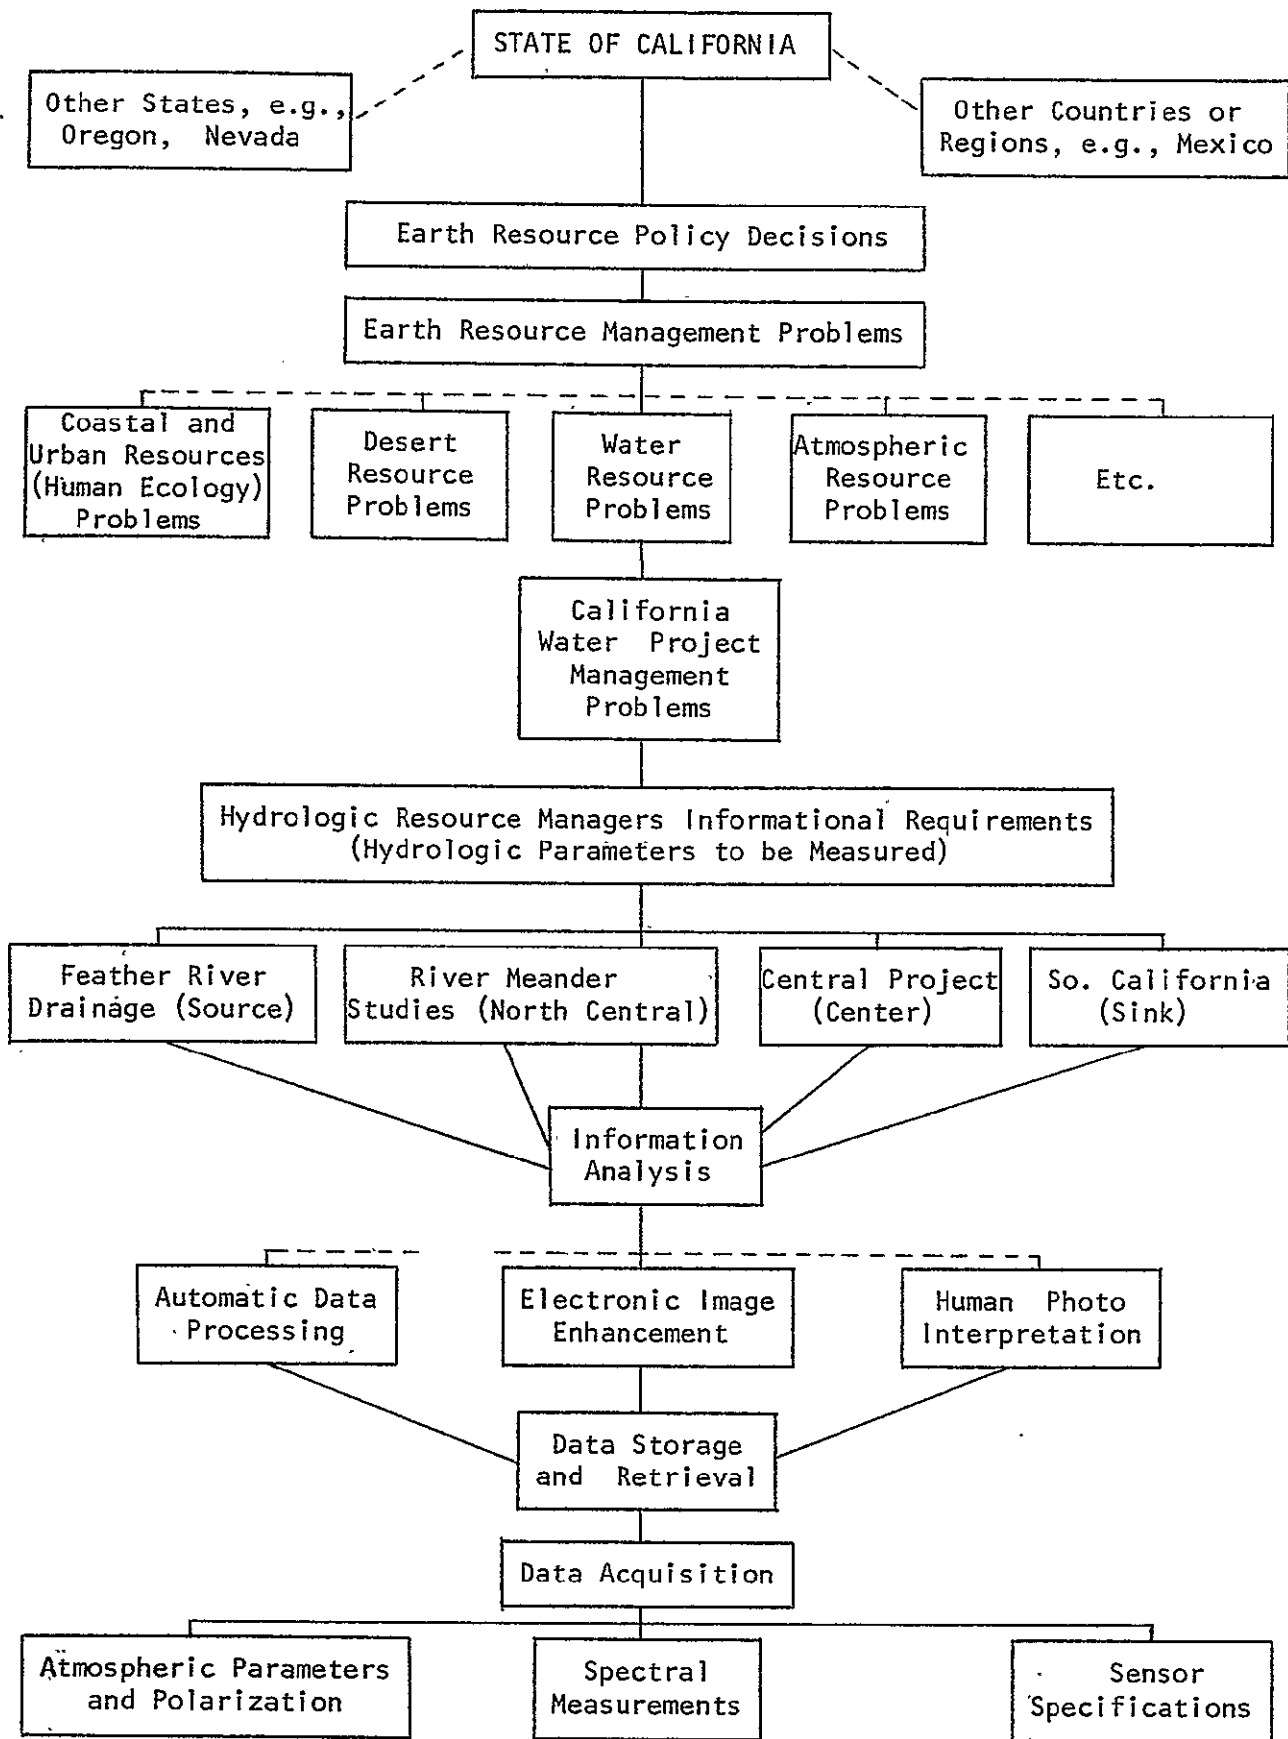 STATE OF CALIFORNIA
Other States, e.g.,
Oregon, Nevada
Other Countries or
Regions, e.g., Mexico
Earth Resource Policy Decisions
Earth Resource Management Problems
Coastal and
Urban Resources
(Human Ecology)
Problems
Desert
Resource
Problems
Water
Resource
Problems
Atmospheric
Resource
Problems
Etc.
California
Water Project
Management
Problems
Hydrologic Resource Managers Informational Requirements
(Hydrologic Parameters to be Measured)
Feather River
Drainage (Source)
River Meander
Studies (North Central)
Central Project
(Center)
So. California
(Sink)
Information
Analysis
Automatic Data
Processing
Electronic Image
Enhancement
Human Photo
Interpretation
Data Storage
and Retrieval
Data Acquisition
Atmospheric Parameters
and Polarization
Spectral
Measurements
Sensor
Specifications